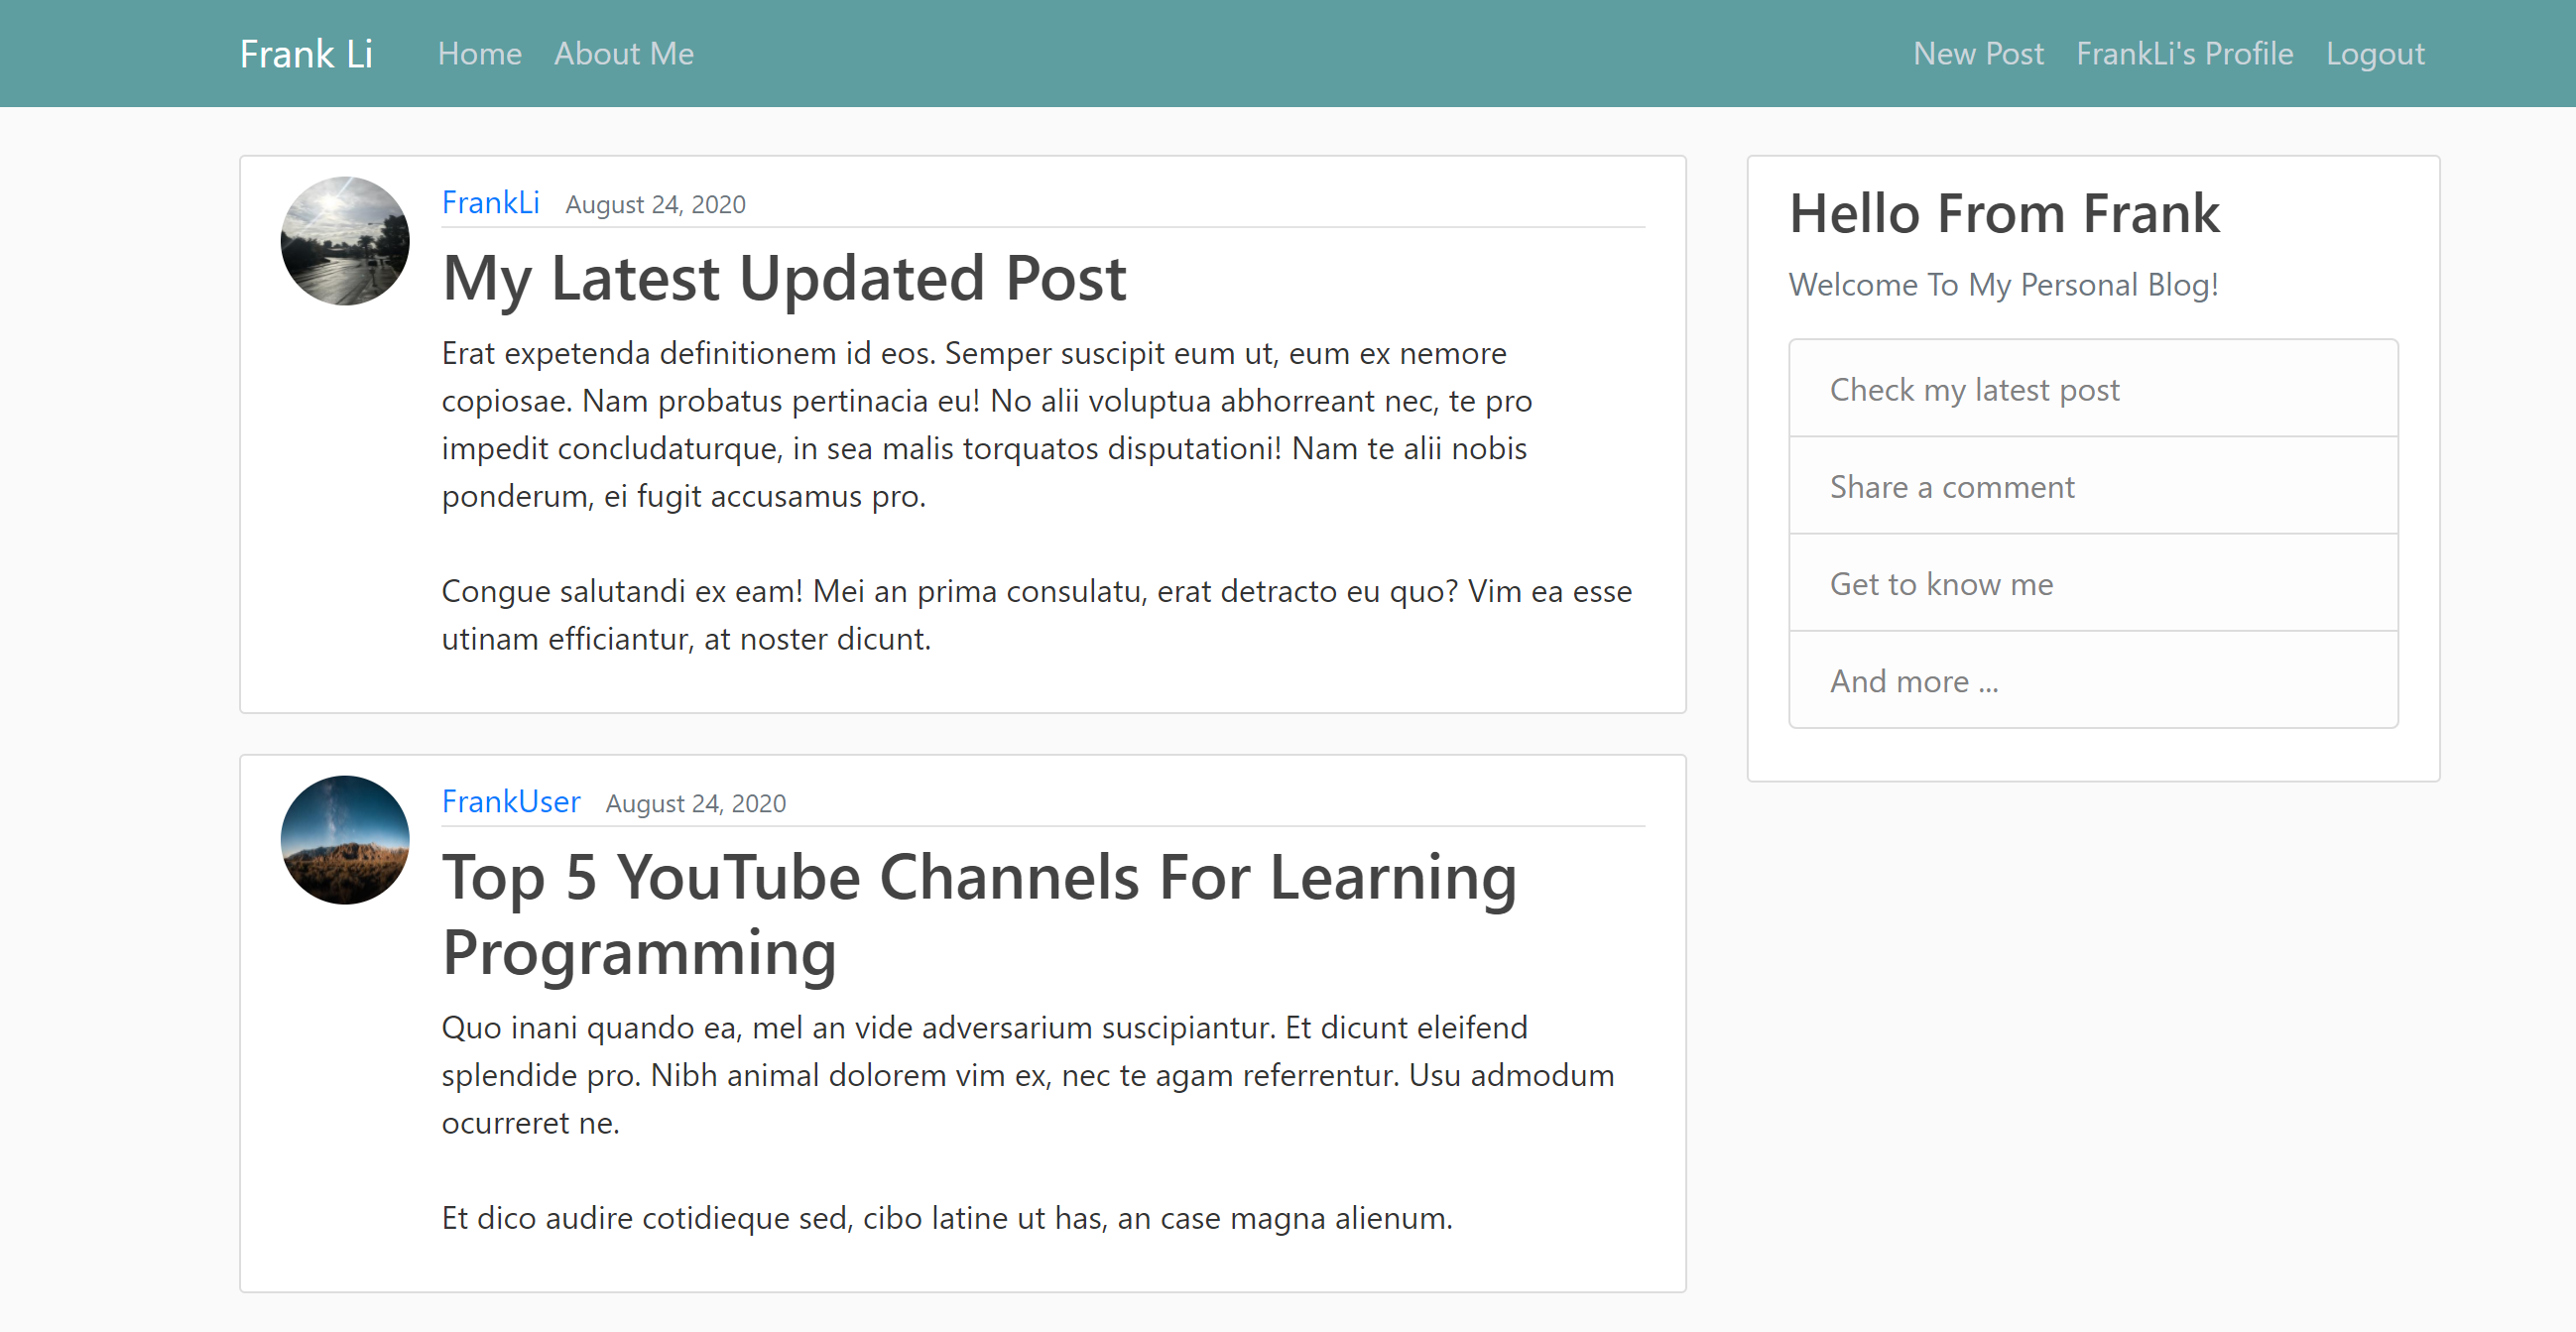 Frank Li Home About Me New Post FrankLi's Profile Logout
FrankLi August 24, 2020
My Latest Updated Post
Erat expetenda definitionem id eos. Semper suscipit eum ut, eum ex nemore
copiosae. Nam probatus pertinacia eu! No alii voluptua abhorreant nec, te pro
impedit concludaturque, in sea malis torquatos disputationi! Nam te alii nobis
ponderum, ei fugit accusamus pro.
Congue salutandi ex eam! Mei an prima consulatu, erat detracto eu quo? Vim ea esse
utinam efficiantur, at noster dicunt.
FrankUser August 24, 2020
Top 5 YouTube Channels For Learning
Programming
Quo inani quando ea, mel an vide adversarium suscipiantur. Et dicunt eleifend
splendide pro. Nibh animal dolorem vim ex, nec te agam referrentur. Usu admodum
ocurreret ne.
Et dico audire cotidieque sed, cibo latine ut has, an case magna alienum.
Hello From Frank
Welcome To My Personal Blog!
Check my latest post
Share a comment
Get to know me
And more ...